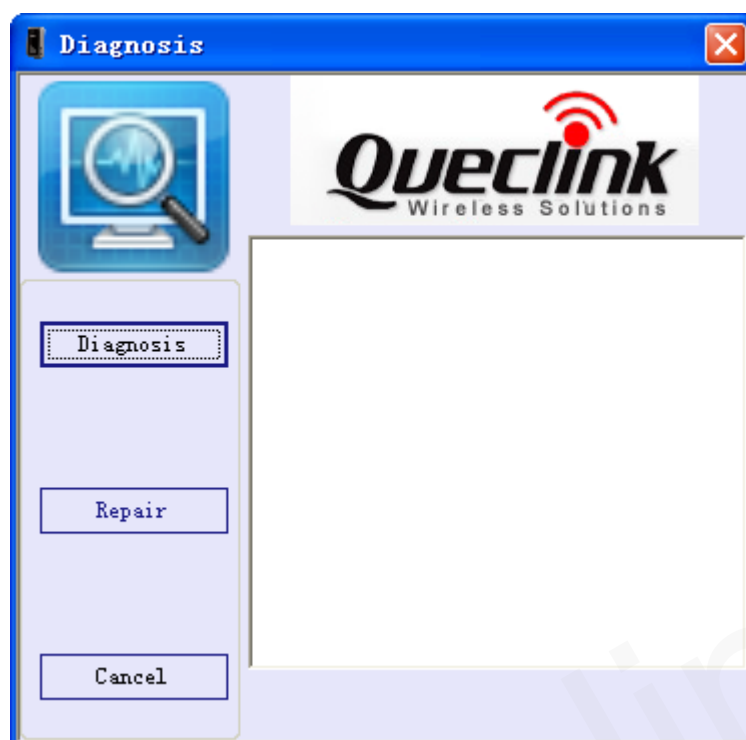 Diagnosis
Queclink
Wireless Solutions
Diagnosis
Repair
Cancel